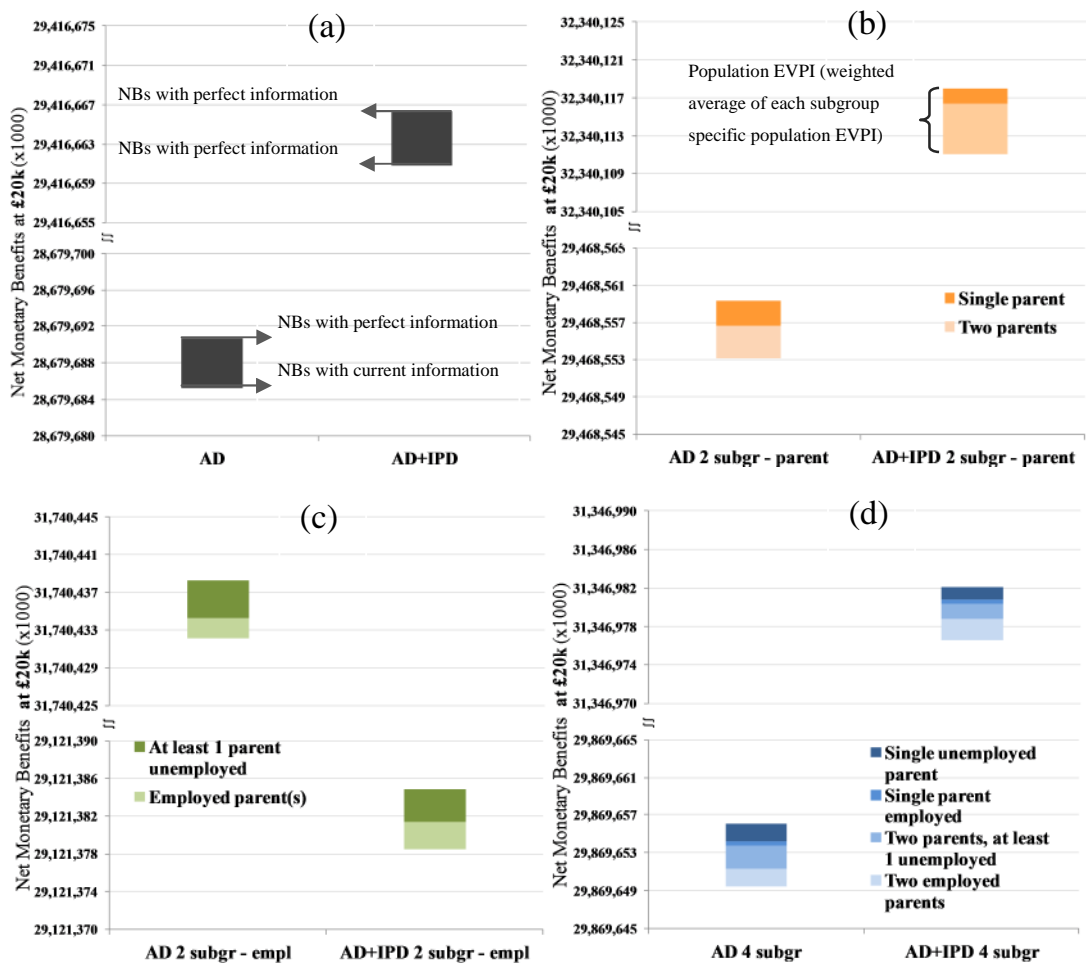 (a)
Net Monetary Benefits at £20k (x1000)
29,416,675
29,416,671
29,416,667
29,416,663
29,416,659
29,416,655
28,679,700
28,679,696
28,679,692
28,679,688
28,679,684
28,679,680
NBs with perfect information
NBs with perfect information
NBs with perfect information
NBs with current information
AD
AD+IPD
(b)
Net Monetary Benefits at £20k (x1000)
32,340,125
32,340,121
32,340,117
32,340,113
32,340,109
32,340,105
29,468,565
29,468,561
29,468,557
29,468,553
29,468,549
29,468,545
Population EVPI (weighted
average of each subgroup
specific population EVPI)
Single parent
Two parents
AD 2 subgr - parent
AD+IPD 2 subgr - parent
(c)
Net Monetary Benefits at £20k (x1000)
31,740,445
31,740,441
31,740,437
31,740,433
31,740,429
31,740,425
29,121,390
29,121,386
29,121,382
29,121,378
29,121,374
29,121,370
At least 1 parent
unemployed
Employed parent(s)
AD 2 subgr - empl
AD+IPD 2 subgr - empl
(d)
Net Monetary Benefits at £20k (x1000)
31,346,990
31,346,986
31,346,982
31,346,978
31,346,974
31,346,970
29,869,665
29,869,661
29,869,657
29,869,653
29,869,649
29,869,645
Single unemployed
parent
Single parent
employed
Two parents, at least
1 unemployed
Two employed
parents
AD 4 subgr
AD+IPD 4 subgr